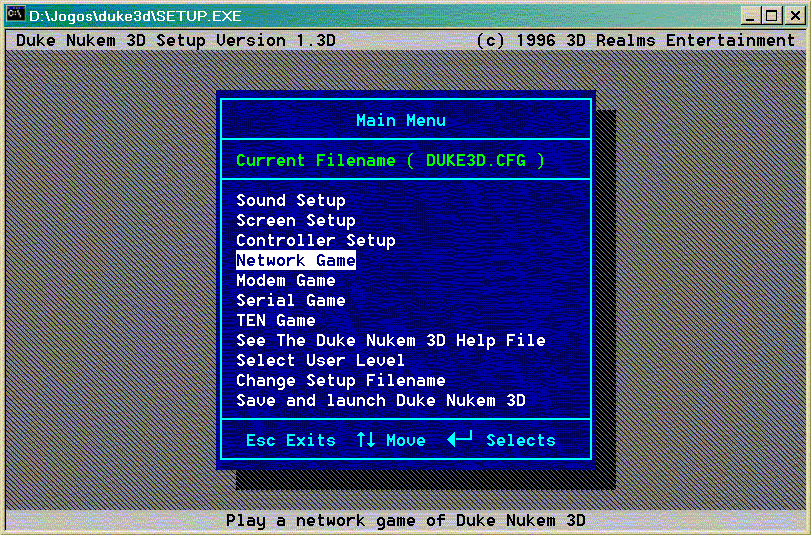 D:\Jogos\duke3d\SETUP.EXE
Duke Nukem 3D Setup Version 1.3D (c) 1996 3D Realms Entertainment
Main Menu
Current Filename ( DUKE3D.CFG )
Sound Setup
Screen Setup
Controller Setup
Network Game
Modem Game
Serial Game
TEN Game
See The Duke Nukem 3D Help File
Select User Level
Change Setup Filename
Save and launch Duke Nukem 3D
Esc Exits ↑↓ Move ↵ Selects
Play a network game of Duke Nukem 3D